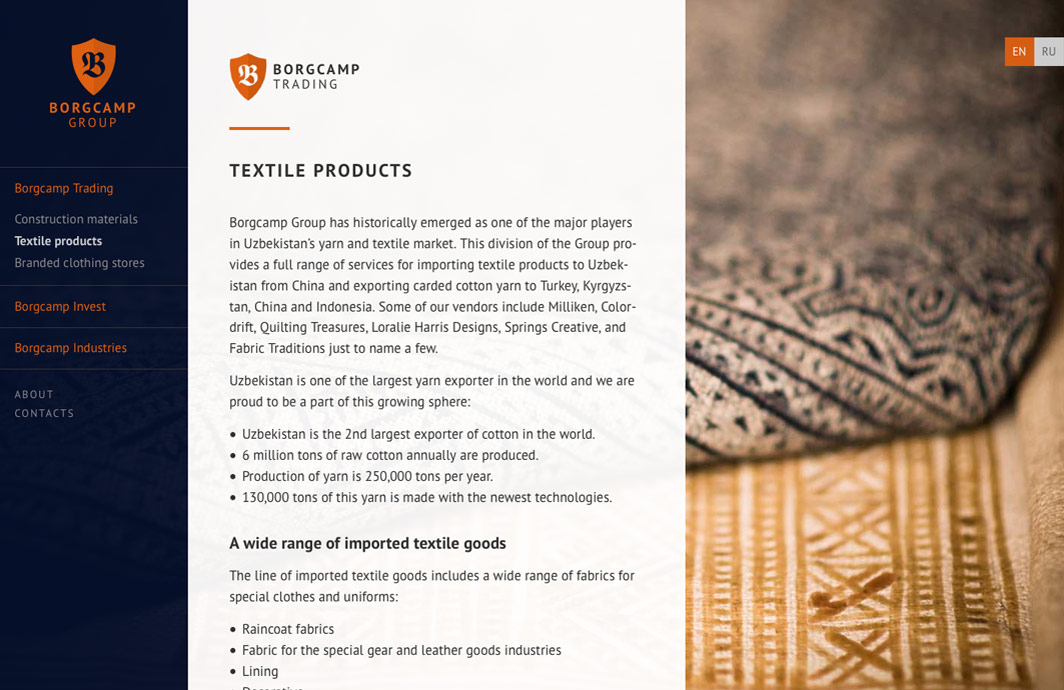 B
BORGCAMP
GROUP
Borgcamp Trading
Construction materials
Textile products
Branded clothing stores
Borgcamp Invest
Borgcamp Industries
ABOUT
CONTACTS
B
BORGCAMP
TRADING
TEXTILE PRODUCTS
Borgcamp Group has historically emerged as one of the major players
in Uzbekistan's yarn and textile market. This division of the Group pro-
vides a full range of services for importing textile products to Uzbek-
istan from China and exporting carded cotton yarn to Turkey, Kyrgyzs-
tan, China and Indonesia. Some of our vendors include Milliken, Color-
drift, Quilting Treasures, Loralie Harris Designs, Springs Creative, and
Fabric Traditions just to name a few.
Uzbekistan is one of the largest yarn exporter in the world and we are
proud to be a part of this growing sphere:
• Uzbekistan is the 2nd largest exporter of cotton in the world.
• 6 million tons of raw cotton annually are produced.
• Production of yarn is 250,000 tons per year.
• 130,000 tons of this yarn is made with the newest technologies.
A wide range of imported textile goods
The line of imported textile goods includes a wide range of fabrics for
special clothes and uniforms:
• Raincoat fabrics
• Fabric for the special gear and leather goods industries
• Lining
EN RU